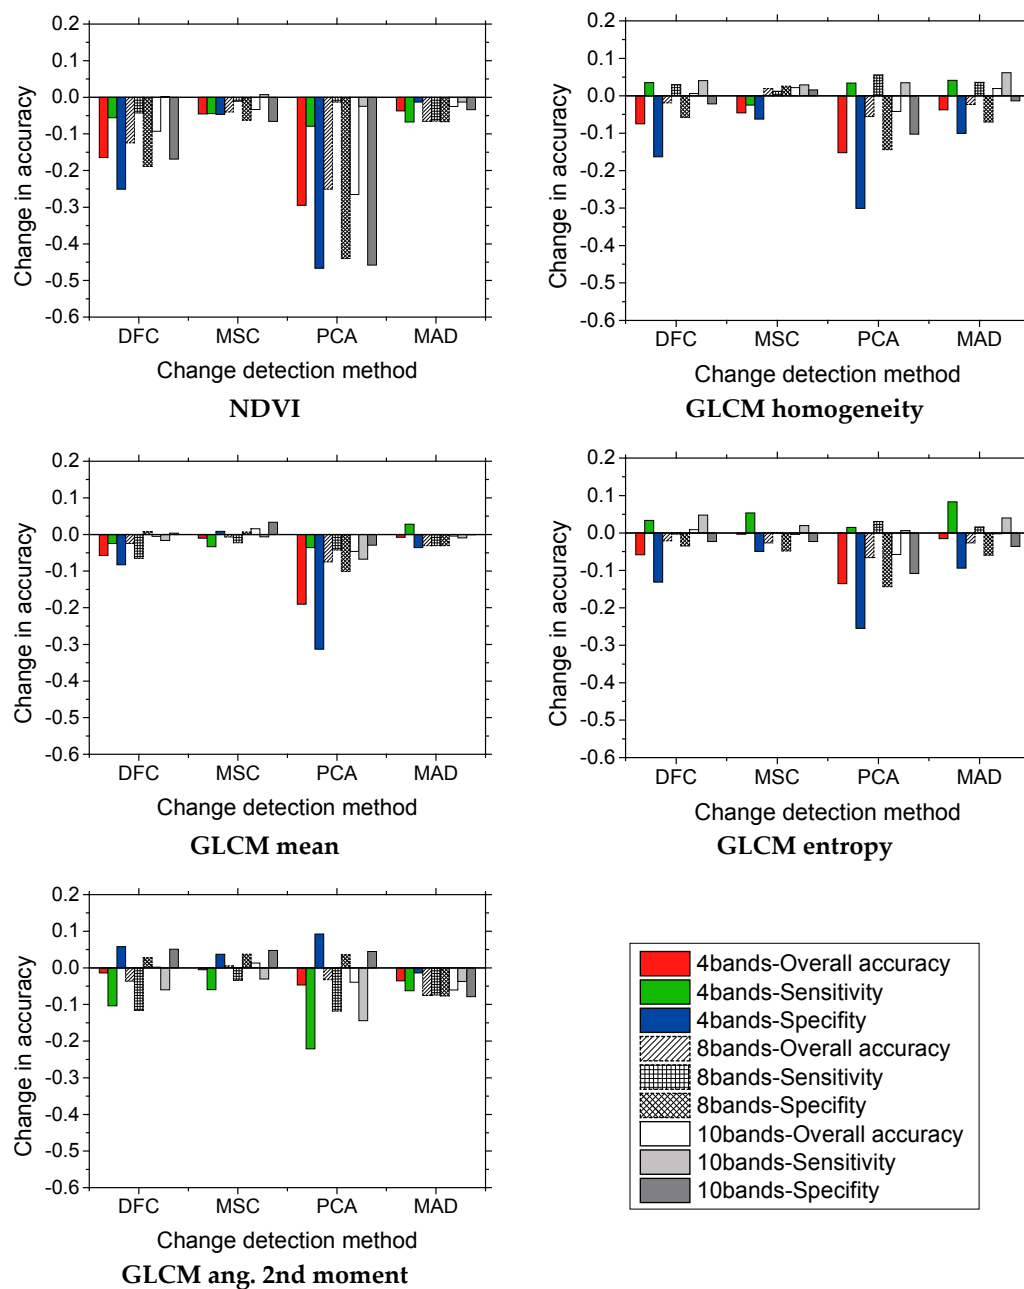 0.2
0.1
0.0
-0.1
-0.2
-0.3
-0.4
-0.5
-0.6
Change in accuracy
DFC MSC PCA MAD
Change detection method
NDVI
0.2
0.1
0.0
-0.1
-0.2
-0.3
-0.4
-0.5
-0.6
Change in accuracy
DFC MSC PCA MAD
Change detection method
GLCM homogeneity
0.2
0.1
0.0
-0.1
-0.2
-0.3
-0.4
-0.5
-0.6
Change in accuracy
DFC MSC PCA MAD
Change detection method
GLCM mean
0.2
0.1
0.0
-0.1
-0.2
-0.3
-0.4
-0.5
-0.6
Change in accuracy
DFC MSC PCA MAD
Change detection method
GLCM entropy
0.2
0.1
0.0
-0.1
-0.2
-0.3
-0.4
-0.5
-0.6
Change in accuracy
DFC MSC PCA MAD
Change detection method
GLCM ang. 2nd moment
4bands-Overall accuracy
4bands-Sensitivity
4bands-Specifity
8bands-Overall accuracy
8bands-Sensitivity
8bands-Specifity
10bands-Overall accuracy
10bands-Sensitivity
10bands-Specifity